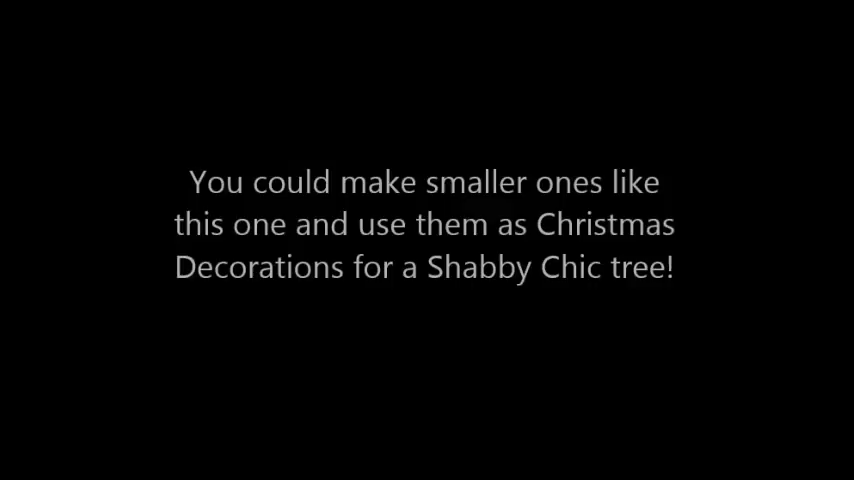 You could make smaller ones like
this one and use them as Christmas
Decorations for a Shabby Chic tree!